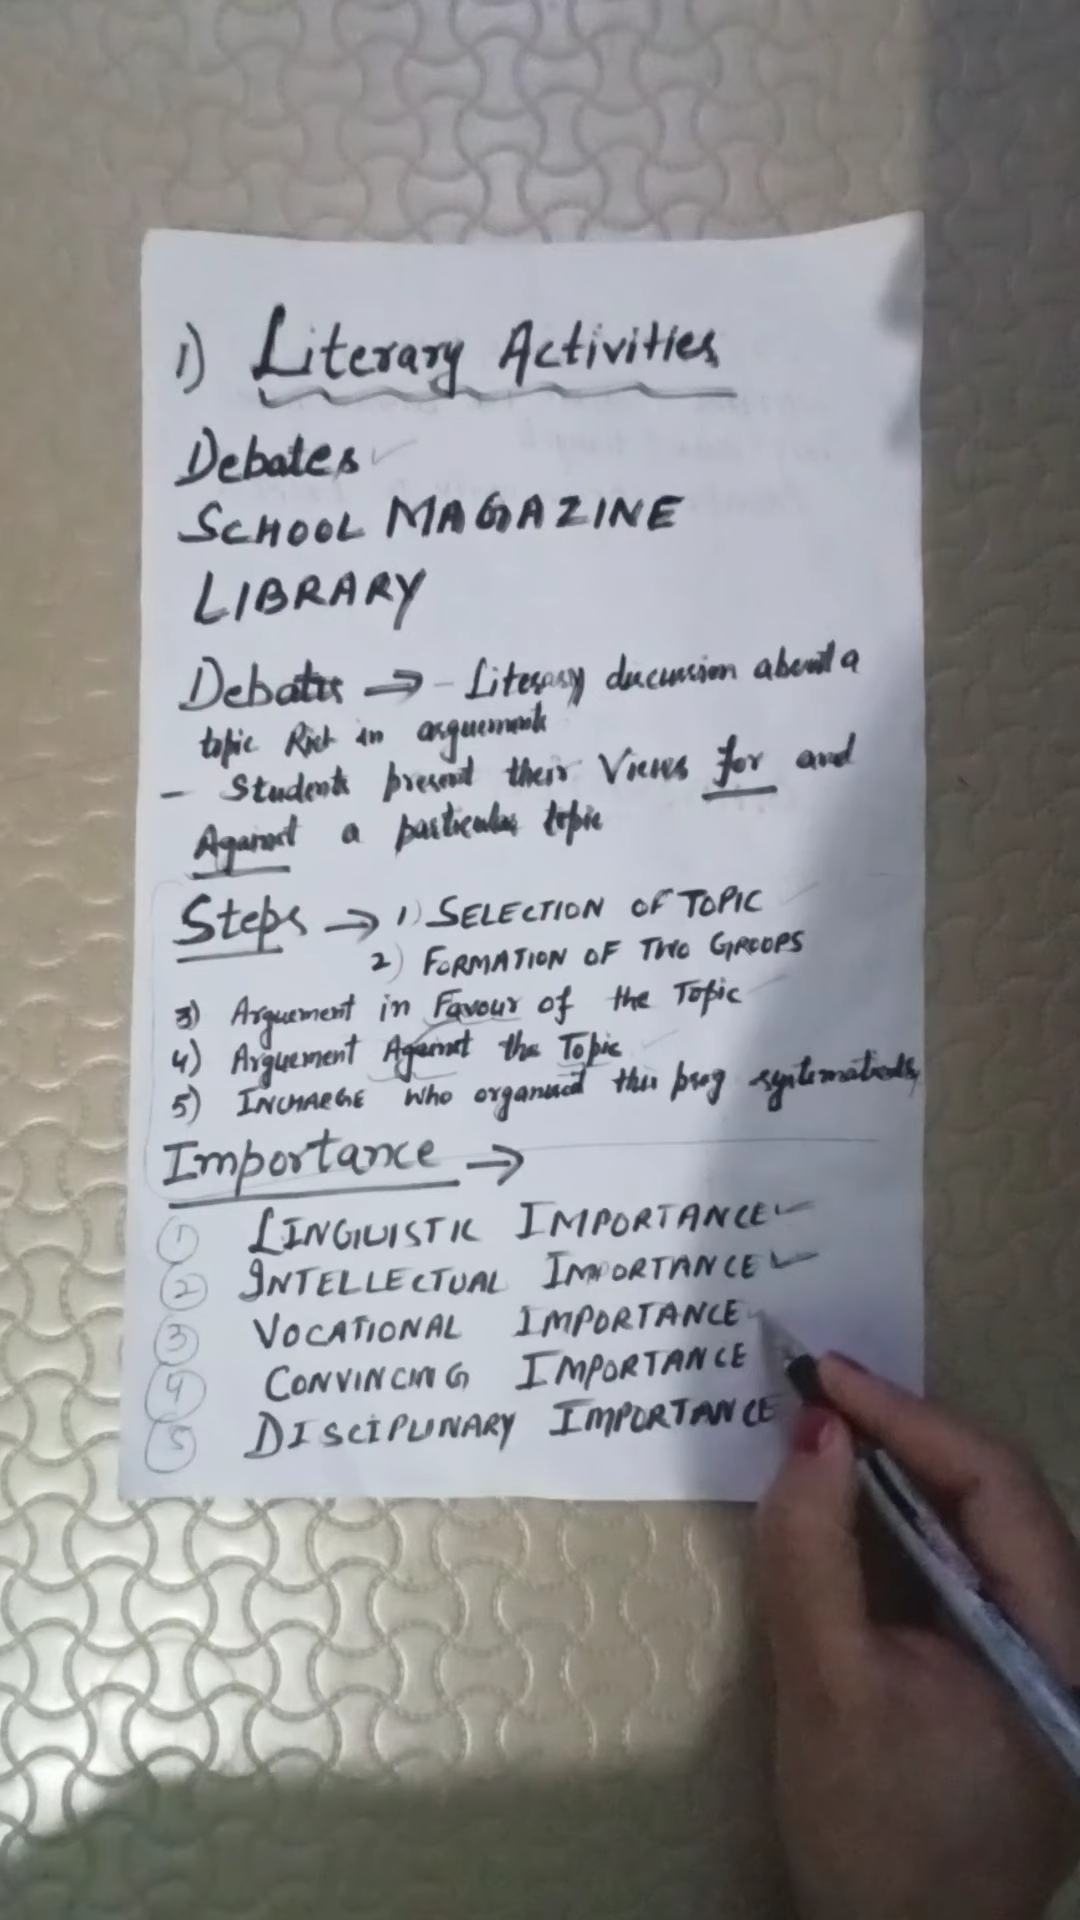 1) Literary Activities
Debates
SCHOOL MAGAZINE
LIBRARY
Debates → - Literary discussion about a
topic Rich in arguements
- Students present their Views for and
Against a particular topic
Steps → 1) SELECTION OF TOPIC
2) FORMATION OF TWO GROOPS
3) Arguement in Favour of the Topic
4) Arguement Against the Topic
5) INCHARGE who organised this prog systematically
Importance →
1 LINGUISTIC IMPORTANCE
2 INTELLECTUAL IMPORTANCE
3 VOCATIONAL IMPORTANCE
4 CONVINCING IMPORTANCE
5 DISCIPLINARY IMPORTANCE